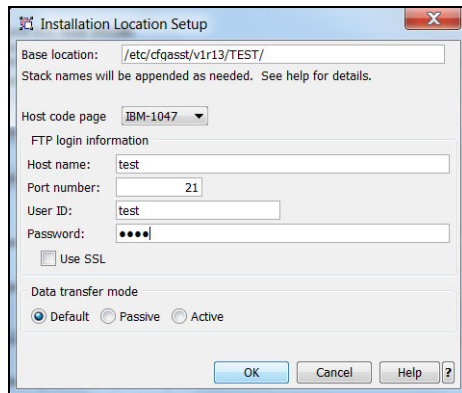 Installation Location Setup
X
Base location: /etc/cfgasst/v1r13/TEST/
Stack names will be appended as needed. See help for details.
Host code page IBM-1047
FTP login information
Host name: test
Port number: 21
User ID: test
Password: ●●●●
Use SSL
Data transfer mode
Default Passive Active
OK Cancel Help ?